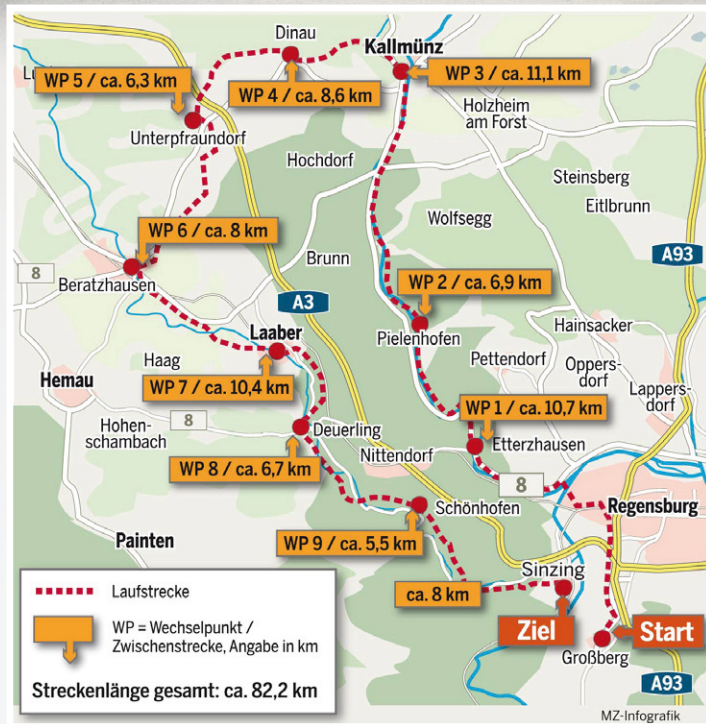 Dinau
Kallmünz
WP 5 / ca. 6,3 km
WP 4 / ca. 8,6 km
WP 3 / ca. 11,1 km
Lu
Unterpfraundorf
Holzheim
am Forst
Hochdorf
Steinsberg
Eitlbrunn
Wolfsegg
WP 6 / ca. 8 km
8
Beratzhausen
Brunn
A93
A3
WP 2 / ca. 6,9 km
Pielenhofen
Hainsacker
Laaber
Pettendorf
Oppers-
dorf
Haag
WP 7 / ca. 10,4 km
Lappers-
dorf
Hemau
WP 1 / ca. 10,7 km
Hohen-
schambach
8
Deuerling
Etterzhausen
Nittendorf
WP 8 / ca. 6,7 km
8
Regensburg
Schönhofen
Painten
WP 9 / ca. 5,5 km
Sinzing
ca. 8 km
Laufstrecke
WP = Wechselpunkt /
Zwischenstrecke, Angabe in km
Ziel
Start
Großberg
Streckenlänge gesamt: ca. 82,2 km
A93
MZ-Infografik